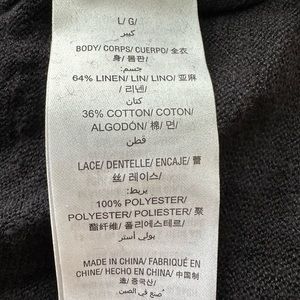 L/ G/
كبير
BODY/ CORPS/ CUERPO/ 全衣
身/ 몸판/
جسم:
64% LINEN/ LIN/ LINO/ 亚麻
/ 리넨/
كتان
36% COTTON/ COTON/
ALGODÓN/ 棉/ 면/
قطن
LACE/ DENTELLE/ ENCAJE/ 蕾
丝/ 레이스/
شريط:
100% POLYESTER/
POLYESTER/ POLIESTER/ 聚
酯纤维/ 폴리에스테르/
بولي أستر
MADE IN CHINA/ FABRIQUÉ EN
CHINE/ HECHO EN CHINA/ 中国制
造/ 중국산/
صنع في الصين